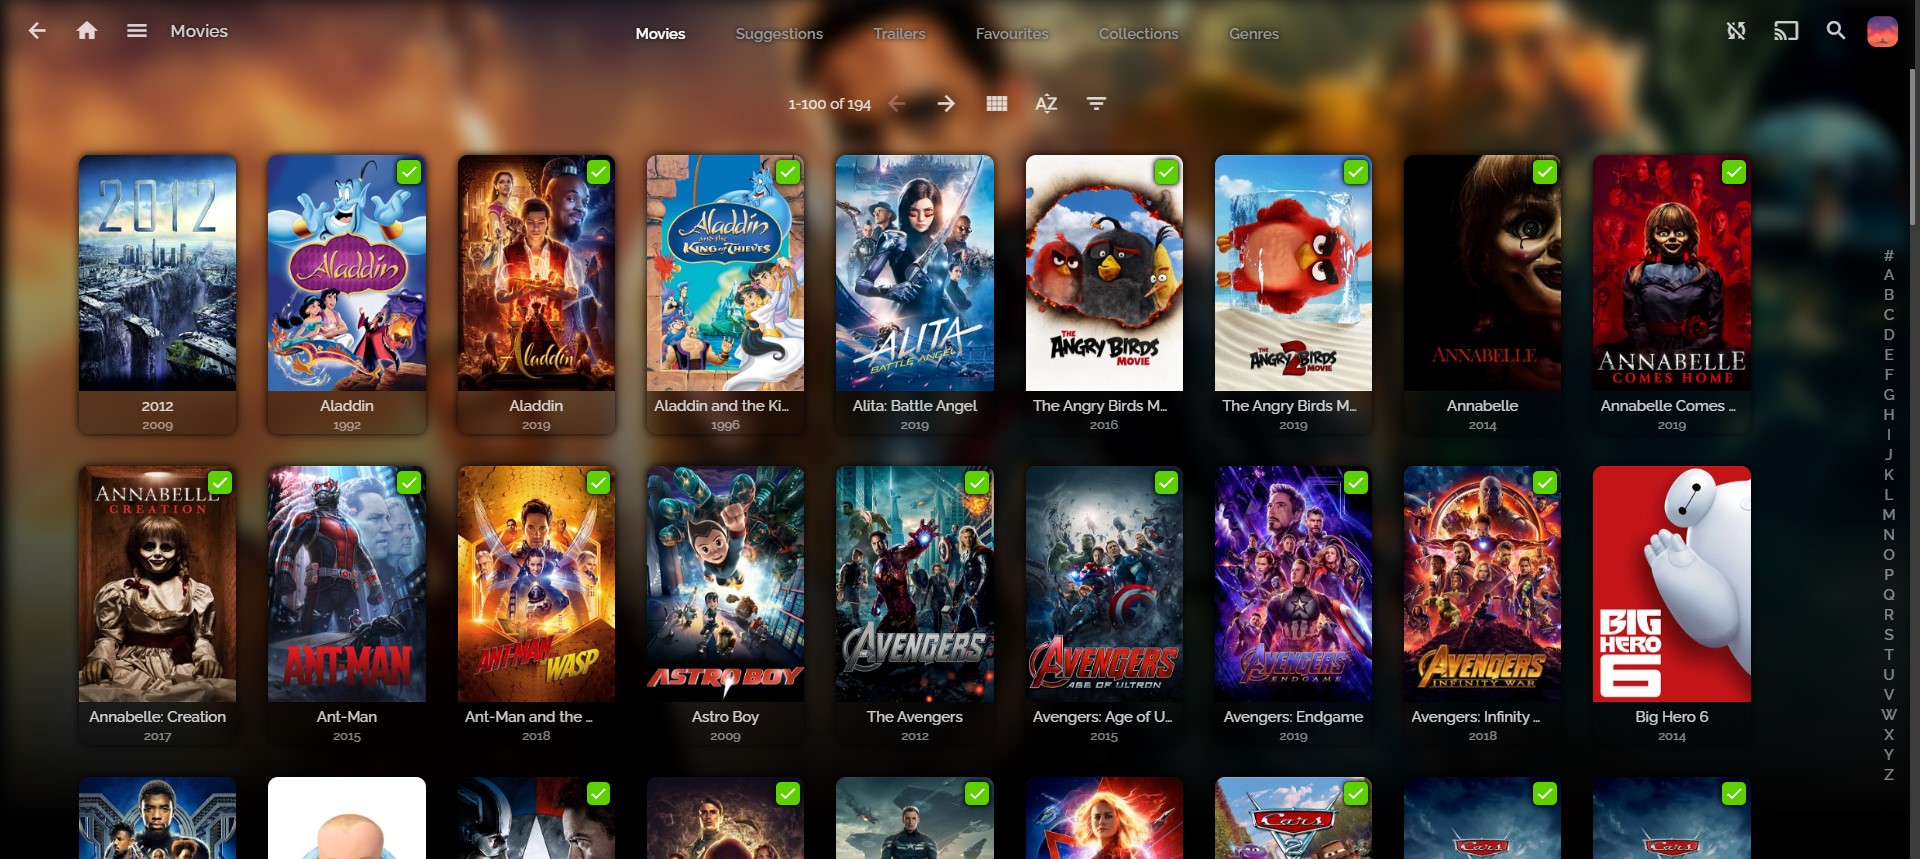 Movies
Movies Suggestions Trailers Favourites Collections Genres
1-100 of 194
AZ
2012
Aladdin
Aladdin
Aladdin
and the
KING OF THIEVES
ALITA
BATTLE ANGEL
THE
ANGRY BIRDS
MOVIE
THE
ANGRY BIRDS
2
MOVIE
ANNABELLE
ANNABELLE
COMES HOME
2012
2009
Aladdin
1992
Aladdin
2019
Aladdin and the Ki...
1996
Alita: Battle Angel
2019
The Angry Birds M...
2016
The Angry Birds M...
2019
Annabelle
2014
Annabelle Comes ...
2019
ANNABELLE
CREATION
ANT-MAN
ANT-MAN
AND THE
WASP
ASTRO BOY
AVENGERS
AVENGERS
AGE OF ULTRON
AVENGERS
ENDGAME
AVENGERS
INFINITY WAR
BIG
HERO
6
Annabelle: Creation
2017
Ant-Man
2015
Ant-Man and the ...
2018
Astro Boy
2009
The Avengers
2012
Avengers: Age of U...
2015
Avengers: Endgame
2019
Avengers: Infinity ...
2018
Big Hero 6
2014
Cars
2
Cars
Cars
#
A
B
C
D
E
F
G
H
I
J
K
L
M
N
O
P
Q
R
S
T
U
V
W
X
Y
Z